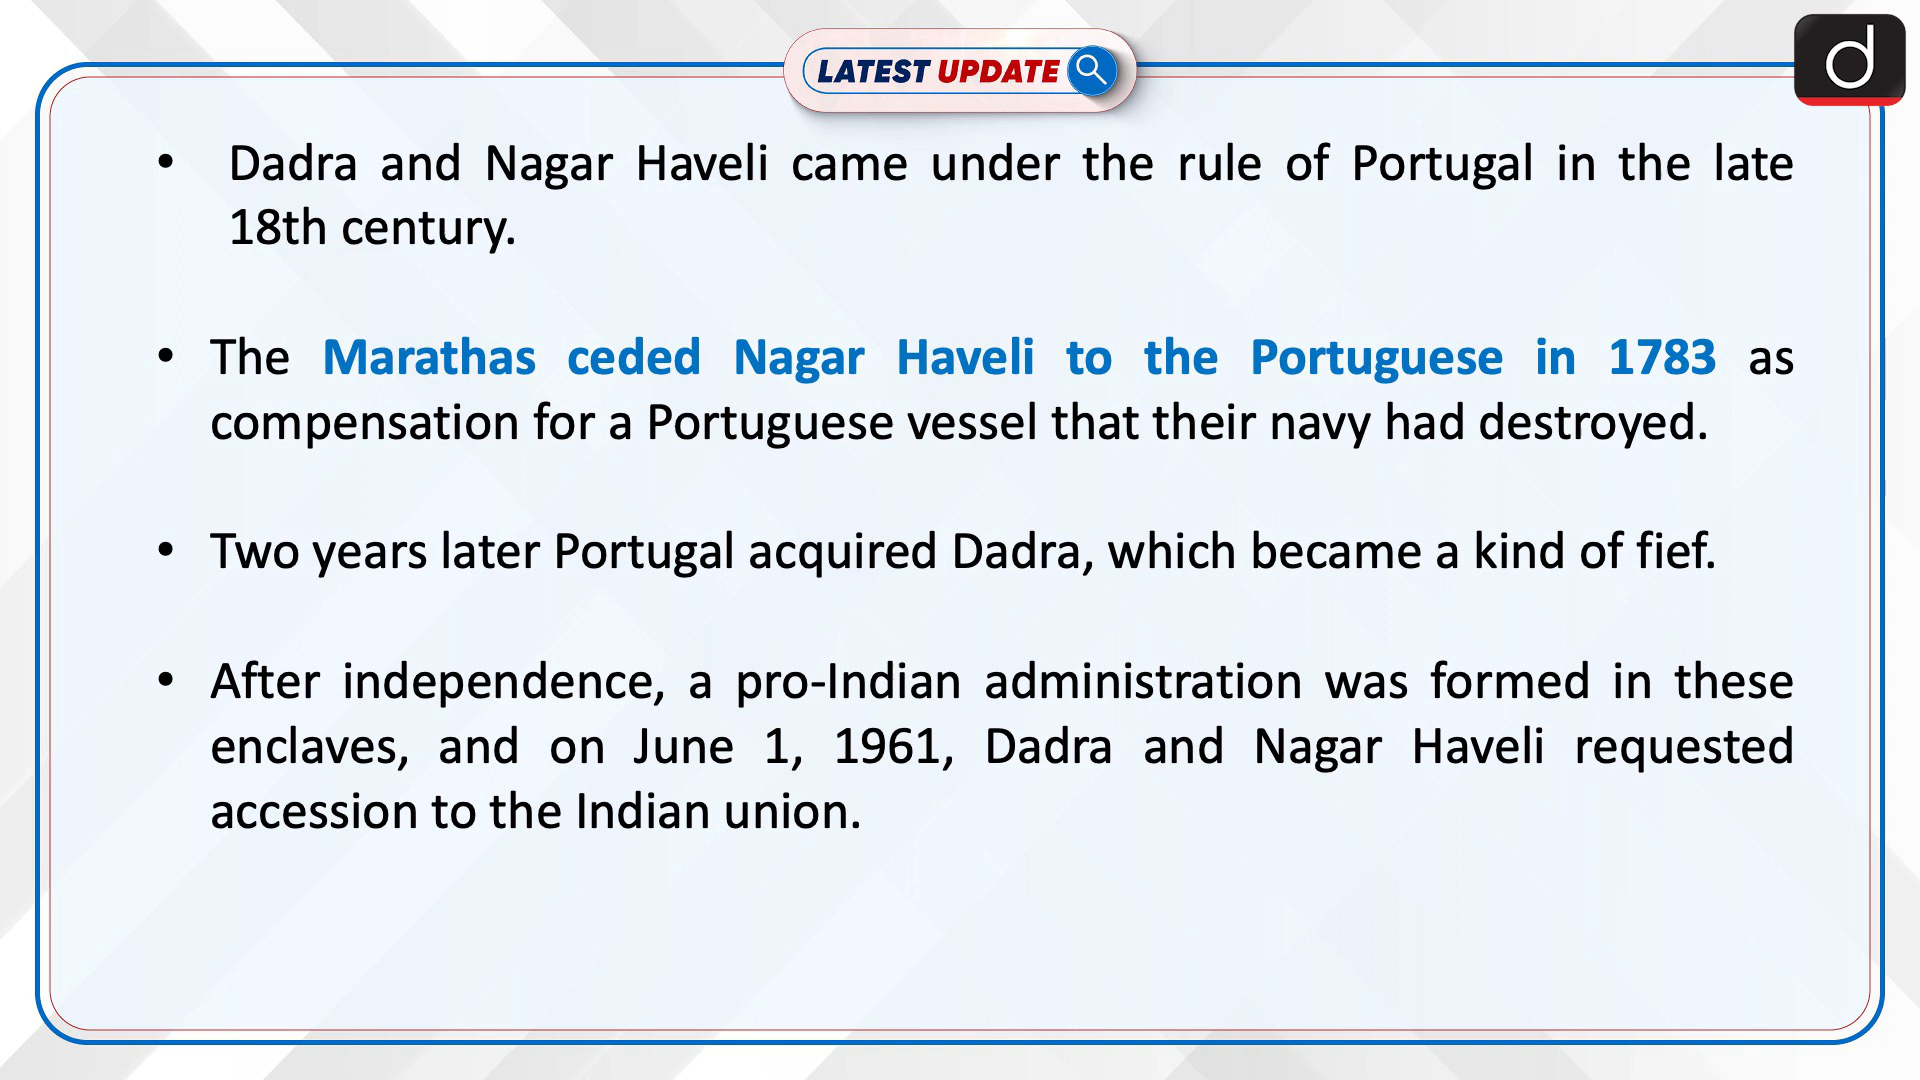 LATEST UPDATE
d
• Dadra and Nagar Haveli came under the rule of Portugal in the late
18th century.
• The Marathas ceded Nagar Haveli to the Portuguese in 1783 as
compensation for a Portuguese vessel that their navy had destroyed.
• Two years later Portugal acquired Dadra, which became a kind of fief.
• After independence, a pro-Indian administration was formed in these
enclaves, and on June 1, 1961, Dadra and Nagar Haveli requested
accession to the Indian union.